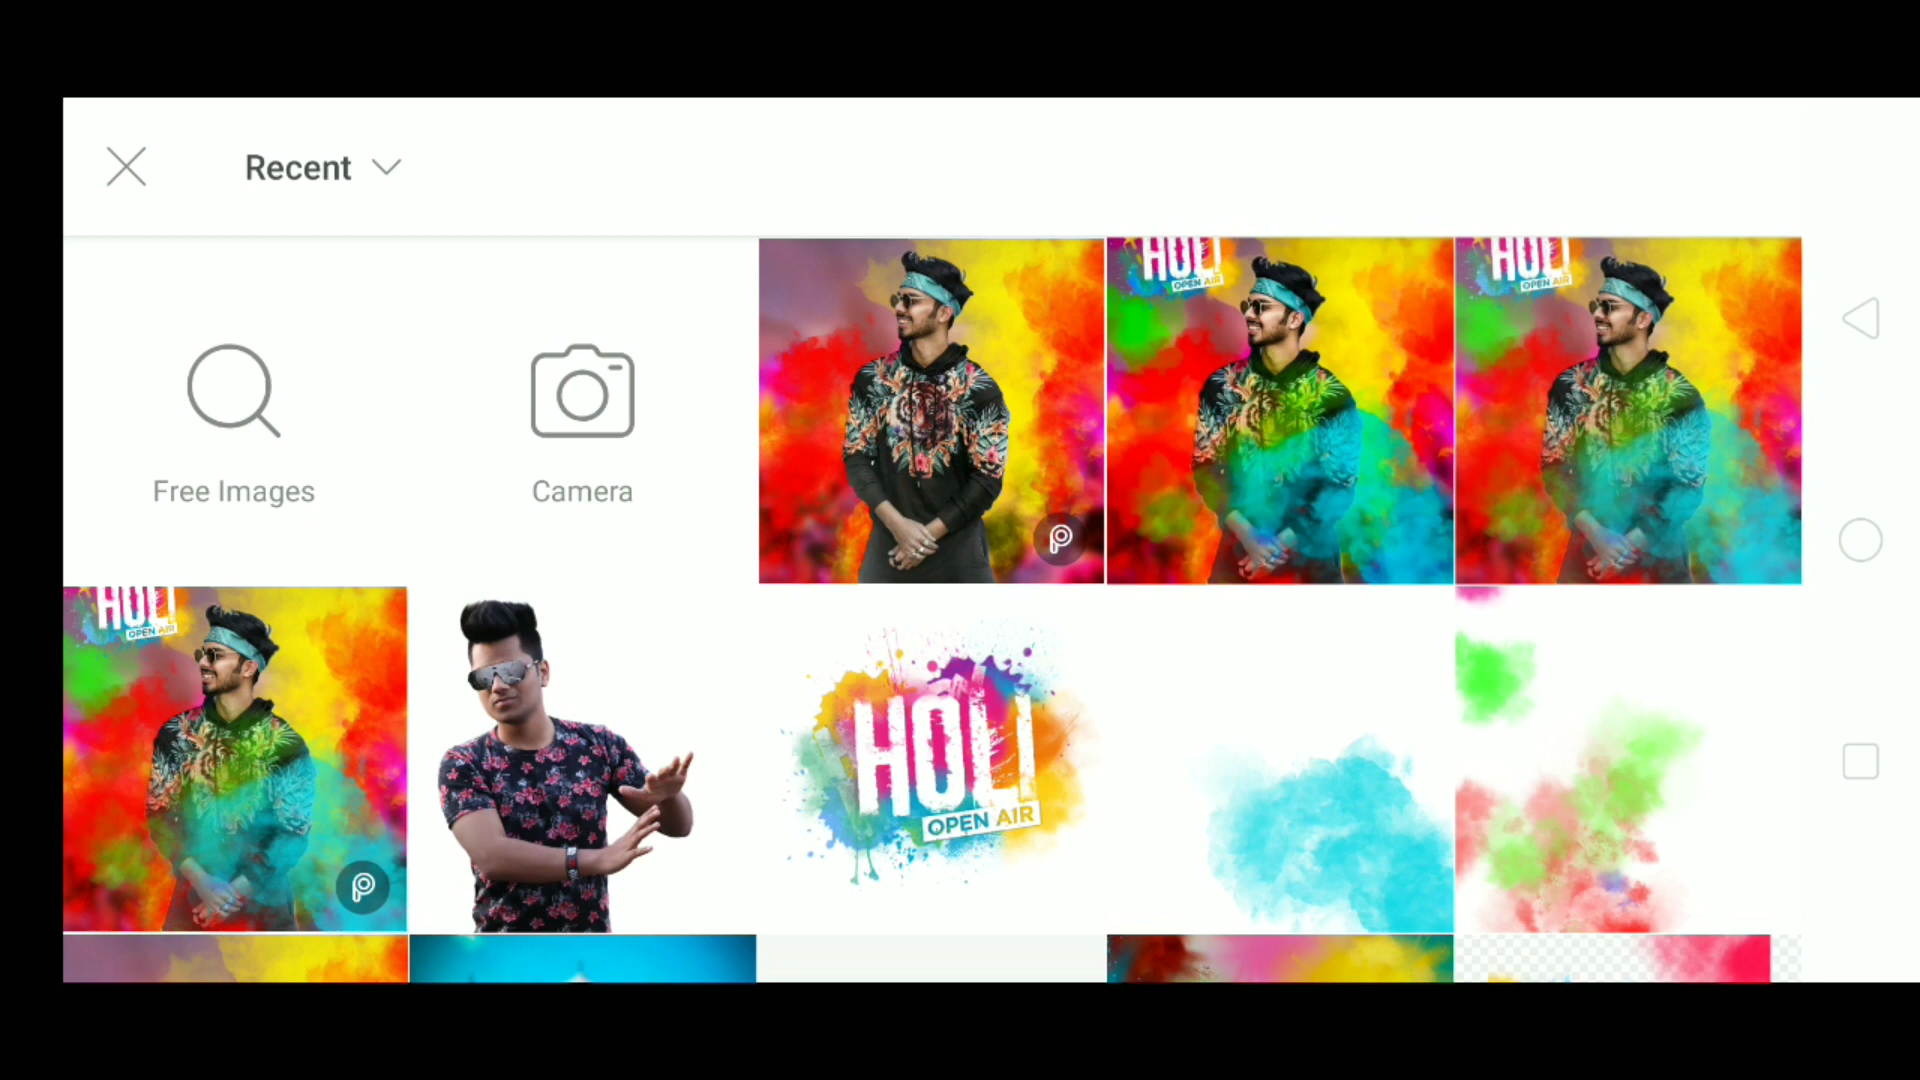 Recent
Free Images
Camera
HOLI
OPEN AIR
HOLI
OPEN AIR
HOLI
OPEN AIR
HOLI
OPEN AIR